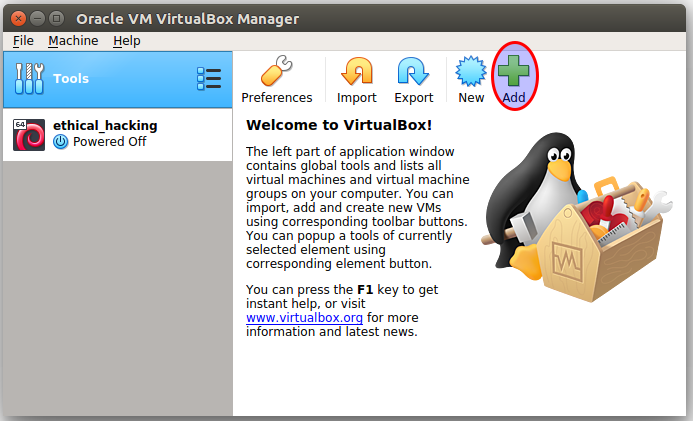 Oracle VM VirtualBox Manager
File Machine Help
Tools
Preferences Import Export New Add
64
ethical_hacking
Powered Off
Welcome to VirtualBox!
The left part of application window
contains global tools and lists all
virtual machines and virtual machine
groups on your computer. You can
import, add and create new VMs
using corresponding toolbar buttons.
You can popup a tools of currently
selected element using
corresponding element button.
You can press the F1 key to get
instant help, or visit
www.virtualbox.org for more
information and latest news.